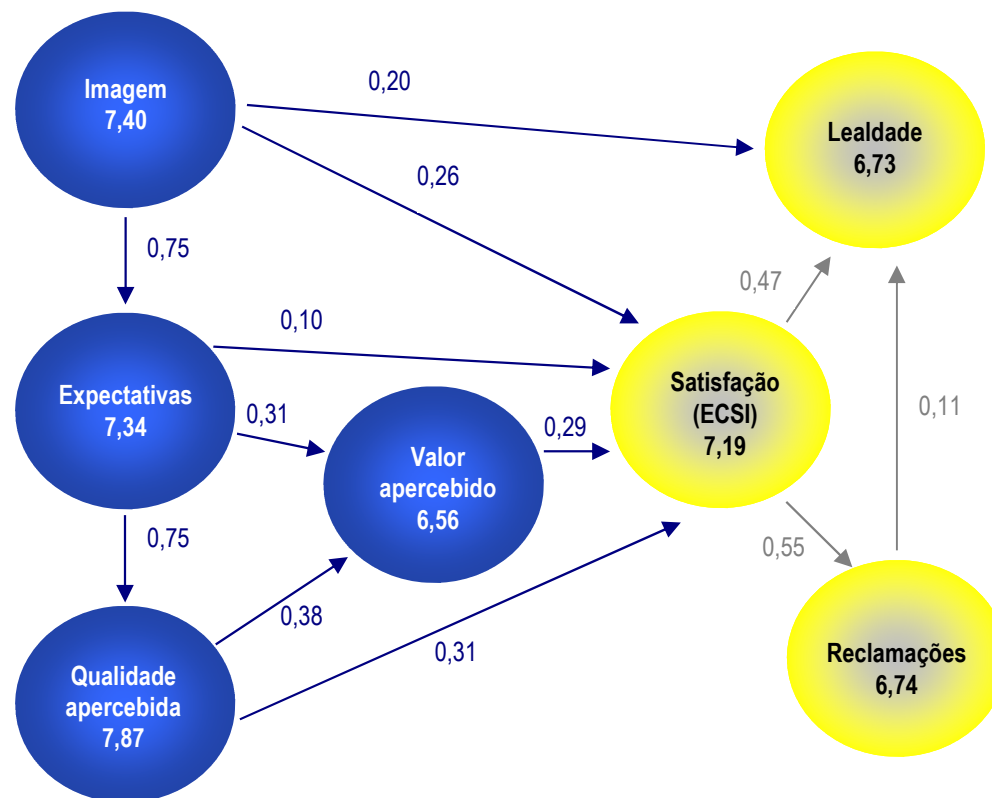 Imagem
7,40
0,20
Lealdade
6,73
0,26
0,75
0,47
0,10
Expectativas
7,34
0,31
Satisfação
(ECSI)
7,19
0,11
0,29
Valor
apercebido
6,56
0,75
0,55
0,38
0,31
Reclamações
6,74
Qualidade
apercebida
7,87